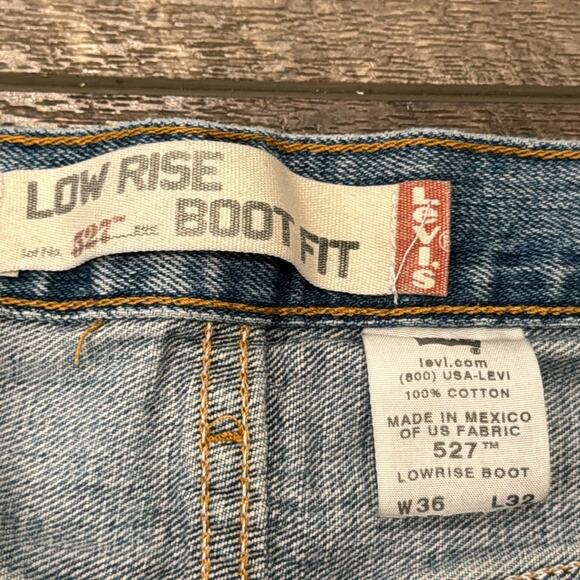 LOW RISE
BOOT FIT
Lot No. 527™
LEVI'S
®
levi.com
(800) USA-LEVI
100% COTTON
MADE IN MEXICO
OF US FABRIC
527™
LOWRISE BOOT
W36 L32